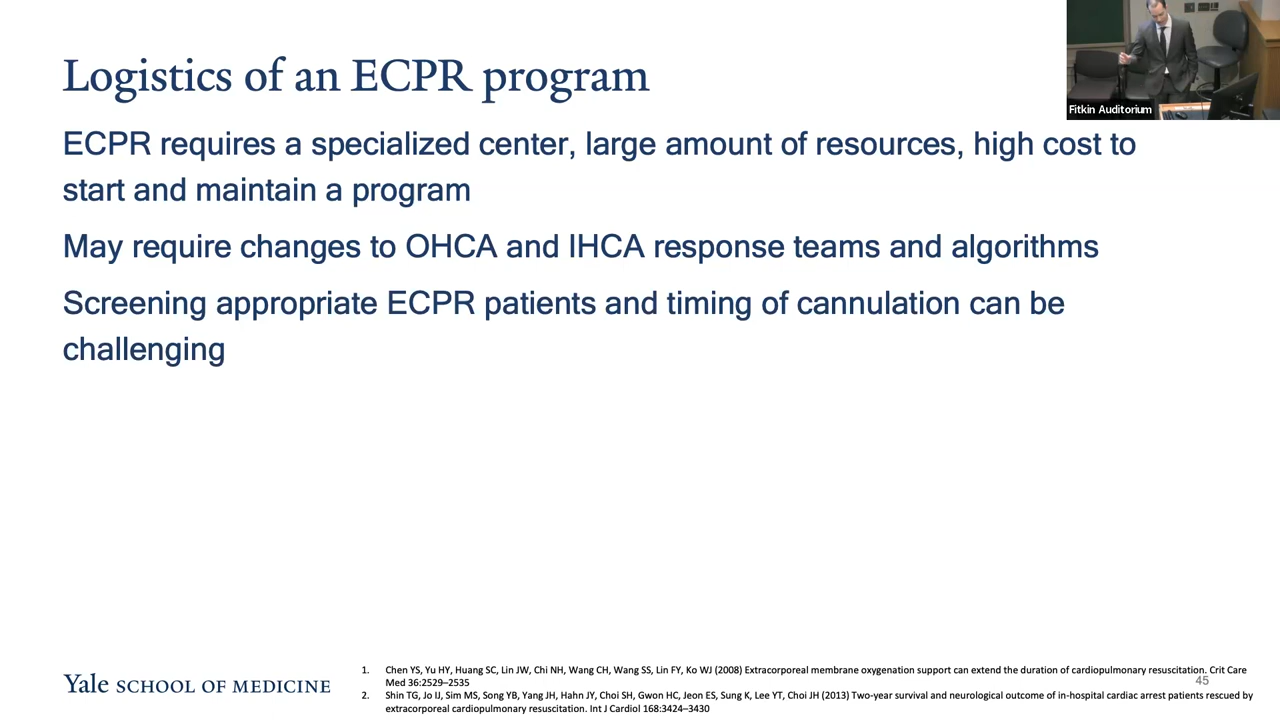 Logistics of an ECPR program
Fitkin Auditorium
ECPR requires a specialized center, large amount of resources, high cost to
start and maintain a program
May require changes to OHCA and IHCA response teams and algorithms
Screening appropriate ECPR patients and timing of cannulation can be
challenging
Yale SCHOOL OF MEDICINE
1. Chen YS, Yu HY, Huang SC, Lin JW, Chi NH, Wang CH, Wang SS, Lin FY, Ko WJ (2008) Extracorporeal membrane oxygenation support can extend the duration of cardiopulmonary resuscitation. Crit Care
Med 36:2529–2535
45
2. Shin TG, Jo IJ, Sim MS, Song YB, Yang JH, Hahn JY, Choi SH, Gwon HC, Jeon ES, Sung K, Lee YT, Choi JH (2013) Two-year survival and neurological outcome of in-hospital cardiac arrest patients rescued by
extracorporeal cardiopulmonary resuscitation. Int J Cardiol 168:3424–3430